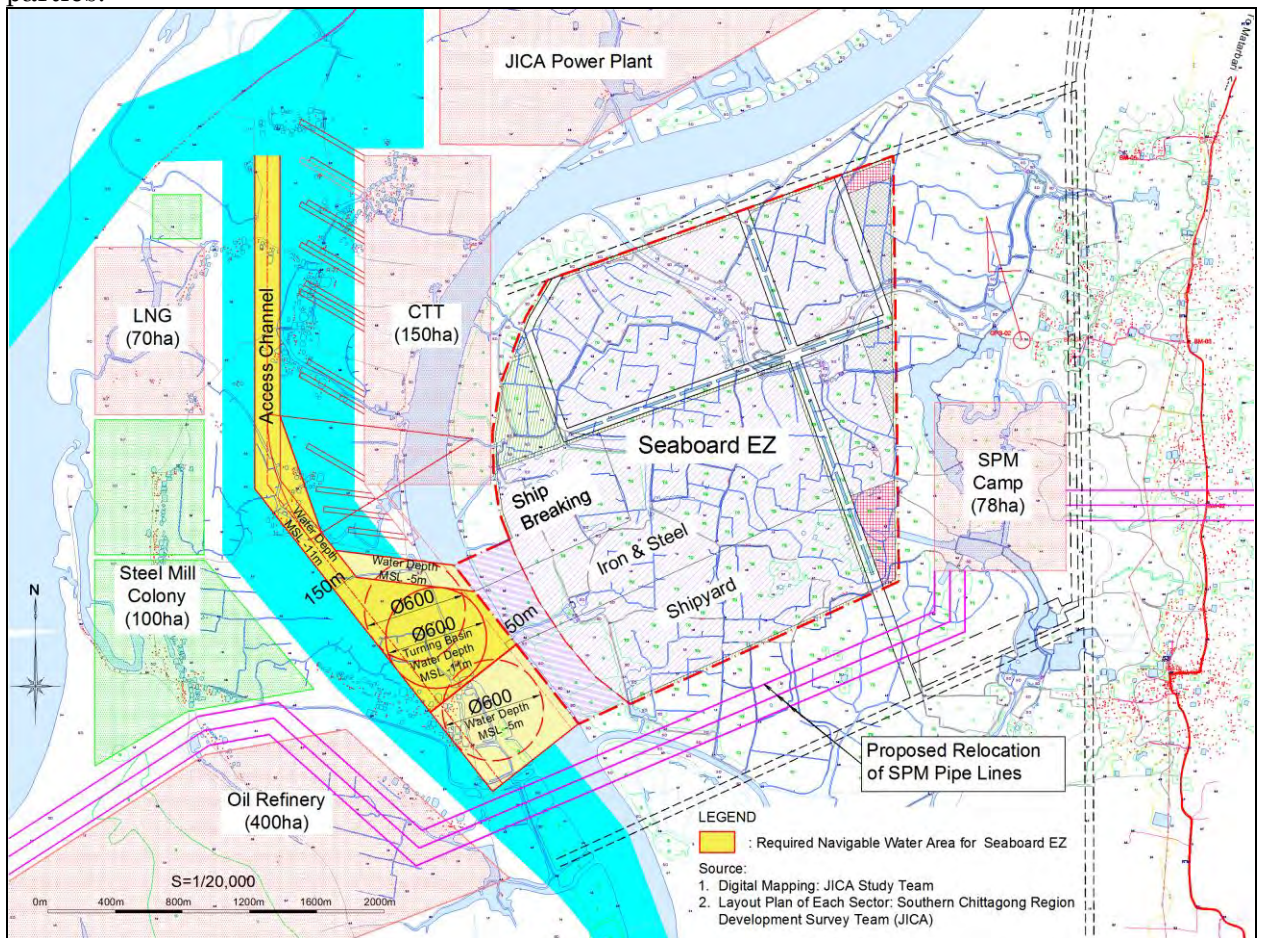 parties.
JICA Power Plant
To Matarbari
LNG
(70ha)
CTT
(150ha)
Access Channel
Seaboard EZ
SPM
Camp
(78ha)
Ship
Breaking
Iron & Steel
Shipyard
Water Depth
MSL -11m
150m
Water Depth
MSL -5m
Ø600
Ø600
Turning Basin
Water Depth
MSL -11m
50m
Ø600
Water Depth
MSL -5m
Steel Mill
Colony
(100ha)
N
Proposed Relocation
of SPM Pipe Lines
Oil Refinery
(400ha)
S=1/20,000
0m 400m 800m 1200m 1600m 2000m
LEGEND
: Required Navigable Water Area for Seaboard EZ
Source:
1. Digital Mapping: JICA Study Team
2. Layout Plan of Each Sector: Southern Chittagong Region
Development Survey Team (JICA)